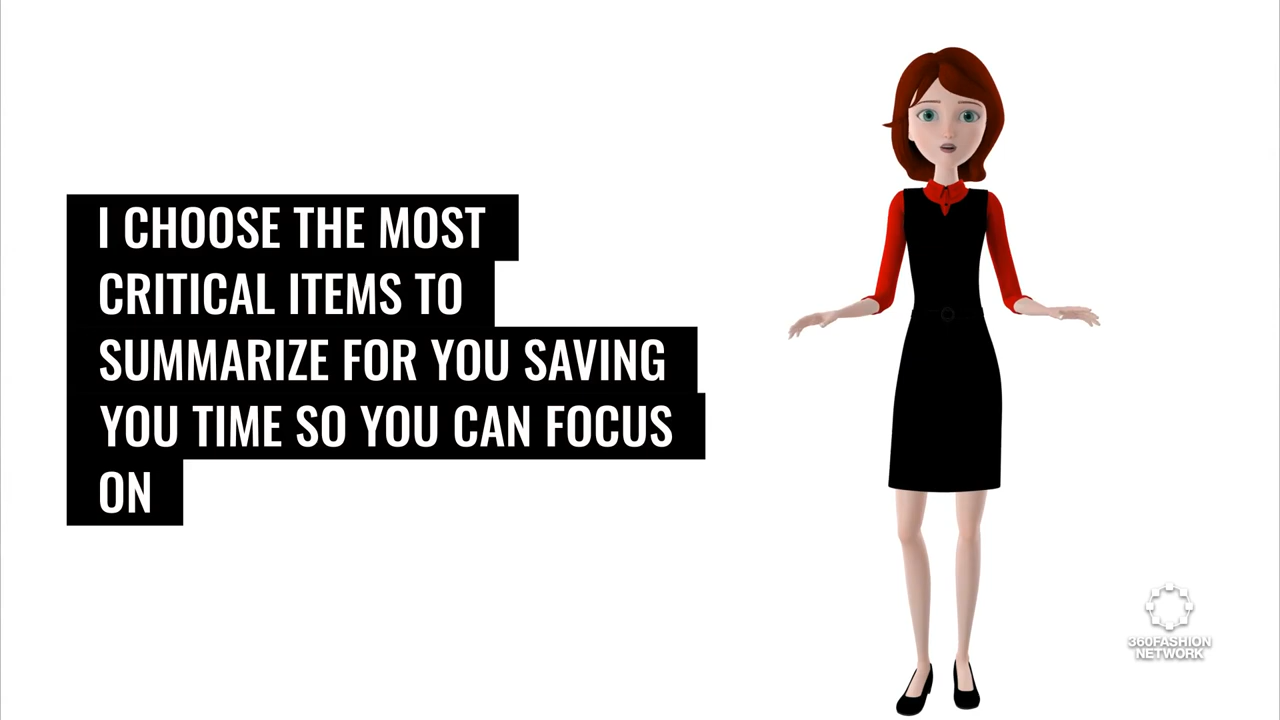 I CHOOSE THE MOST
CRITICAL ITEMS TO
SUMMARIZE FOR YOU SAVING
YOU TIME SO YOU CAN FOCUS
ON
360FASHION
NETWORK